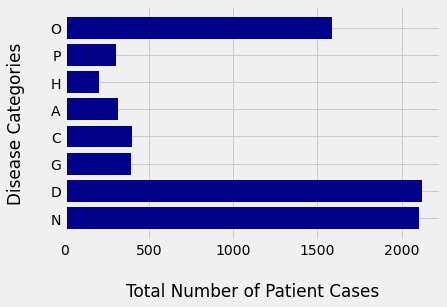 Disease Categories
O
P
H
A
C
G
D
N
0 500 1000 1500 2000
Total Number of Patient Cases